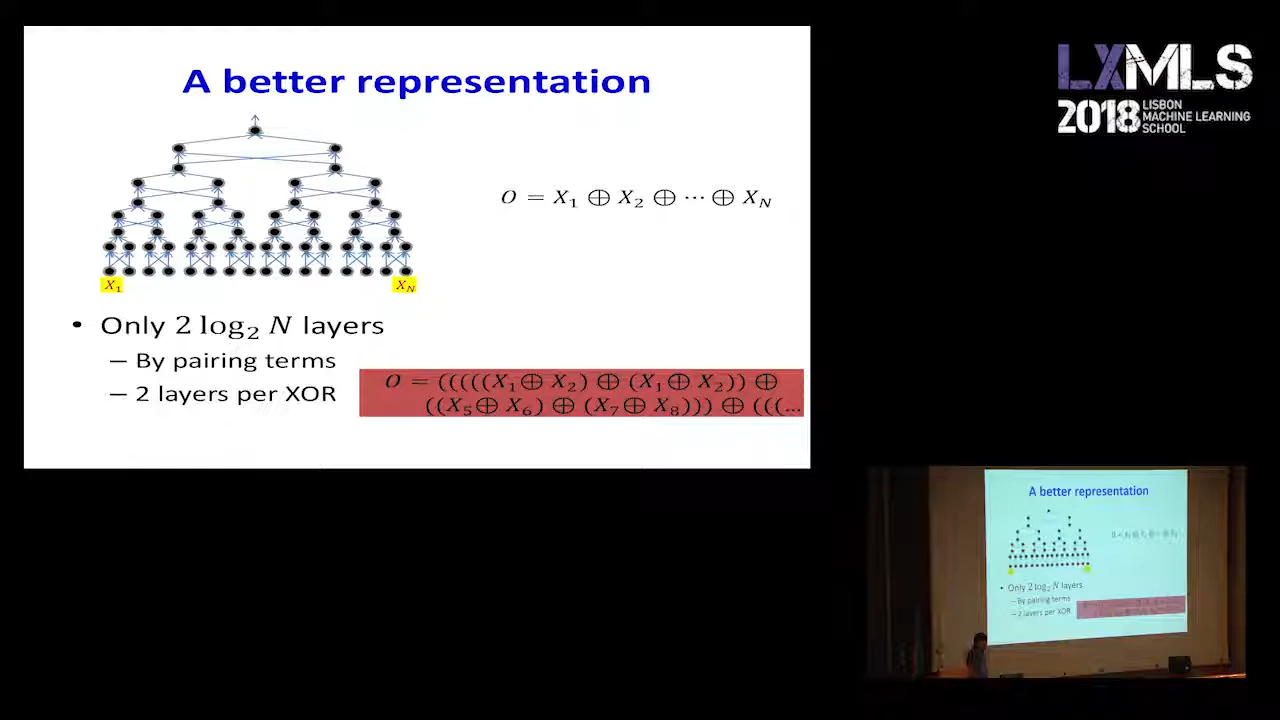 A better representation
O = X₁ ⊕ X₂ ⊕ ⋯ ⊕ X_N
X₁
X_N
• Only 2 log₂ N layers
– By pairing terms
– 2 layers per XOR
O = (((((X₁⊕ X₂) ⊕ (X₁⊕ X₂)) ⊕
((X₅⊕ X₆) ⊕ (X₇⊕ X₈))) ⊕ (((…
LXMLS
2018 LISBON
MACHINE LEARNING
SCHOOL
A better representation
• Only 2 log₂ N layers
– By pairing terms
– 2 layers per XOR